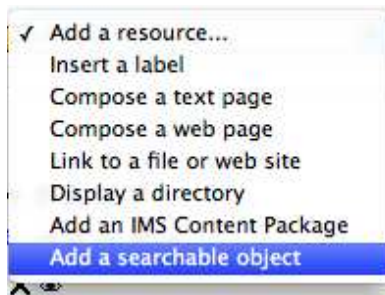 ✓ Add a resource...
Insert a label
Compose a text page
Compose a web page
Link to a file or web site
Display a directory
Add an IMS Content Package
Add a searchable object